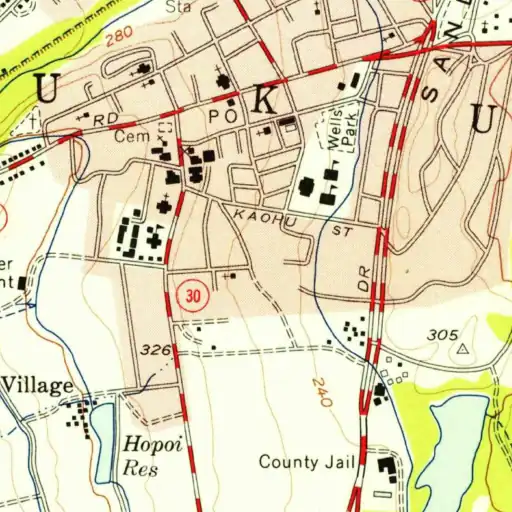 Sta
280
SAN
U
K
U
RD
PO
Cem
Wells
Park
KAOHU ST
DR
30
326
305
240
Village
Hopoi
Res
County Jail